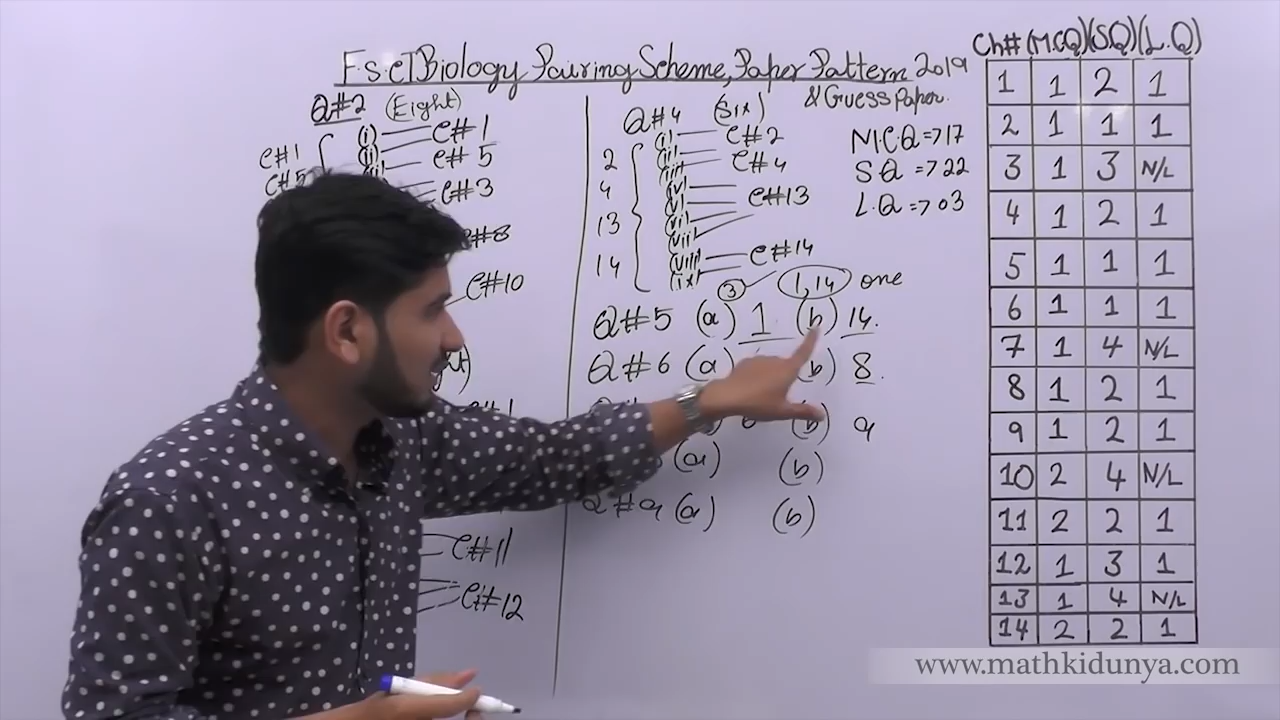 F.Sc I Biology Pairing Scheme, Paper Pattern 2019
& Guess Paper.
Q#2 (Eight)
(i) C#1
C#1 (ii) C#5
C#5
C#3
C#8
C#10
C#11
C#12
Q#4 (Six)
(i) C#2
2 (ii)
(iii) C#4
4 (iv)
(v) C#13
13 (vi)
(vii)
14 (viii) C#14
(ix)
M.C.Q => 17
S Q => 22
L.Q => 03
3 1, 14 one
Q#5 (a) 1 (b) 14.
Q#6 (a) (b) 8.
(b) 9
(a) (b)
Q#9 (a) (b)
Ch# (M.CQ) (S.Q) (L.Q)
1 1 2 1
2 1 1 1
3 1 3 N/L
4 1 2 1
5 1 1 1
6 1 1 1
7 1 4 N/L
8 1 2 1
9 1 2 1
10 2 4 N/L
11 2 2 1
12 1 3 1
13 1 4 N/L
14 2 2 1
www.mathkidunya.com